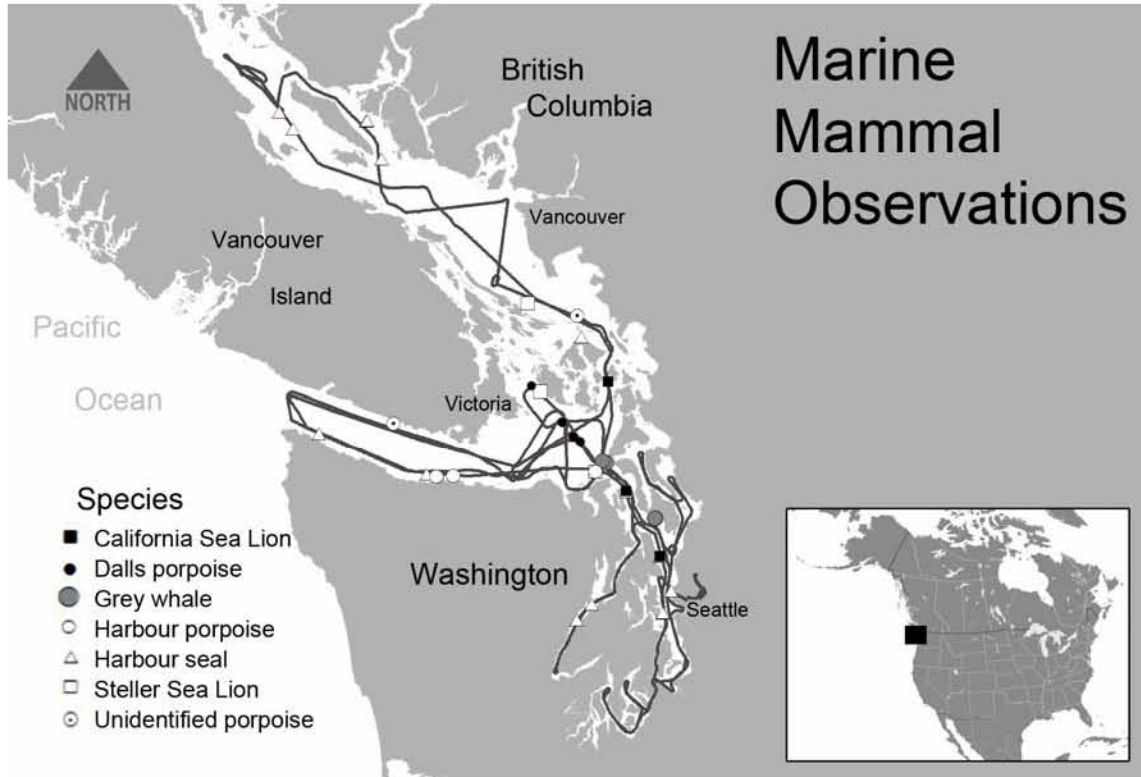 Marine
Mammal
Observations
NORTH
British
Columbia
Vancouver
Vancouver
Island
Pacific
Ocean
Victoria
Washington
Seattle
Species
California Sea Lion
Dalls porpoise
Grey whale
Harbour porpoise
Harbour seal
Steller Sea Lion
Unidentified porpoise